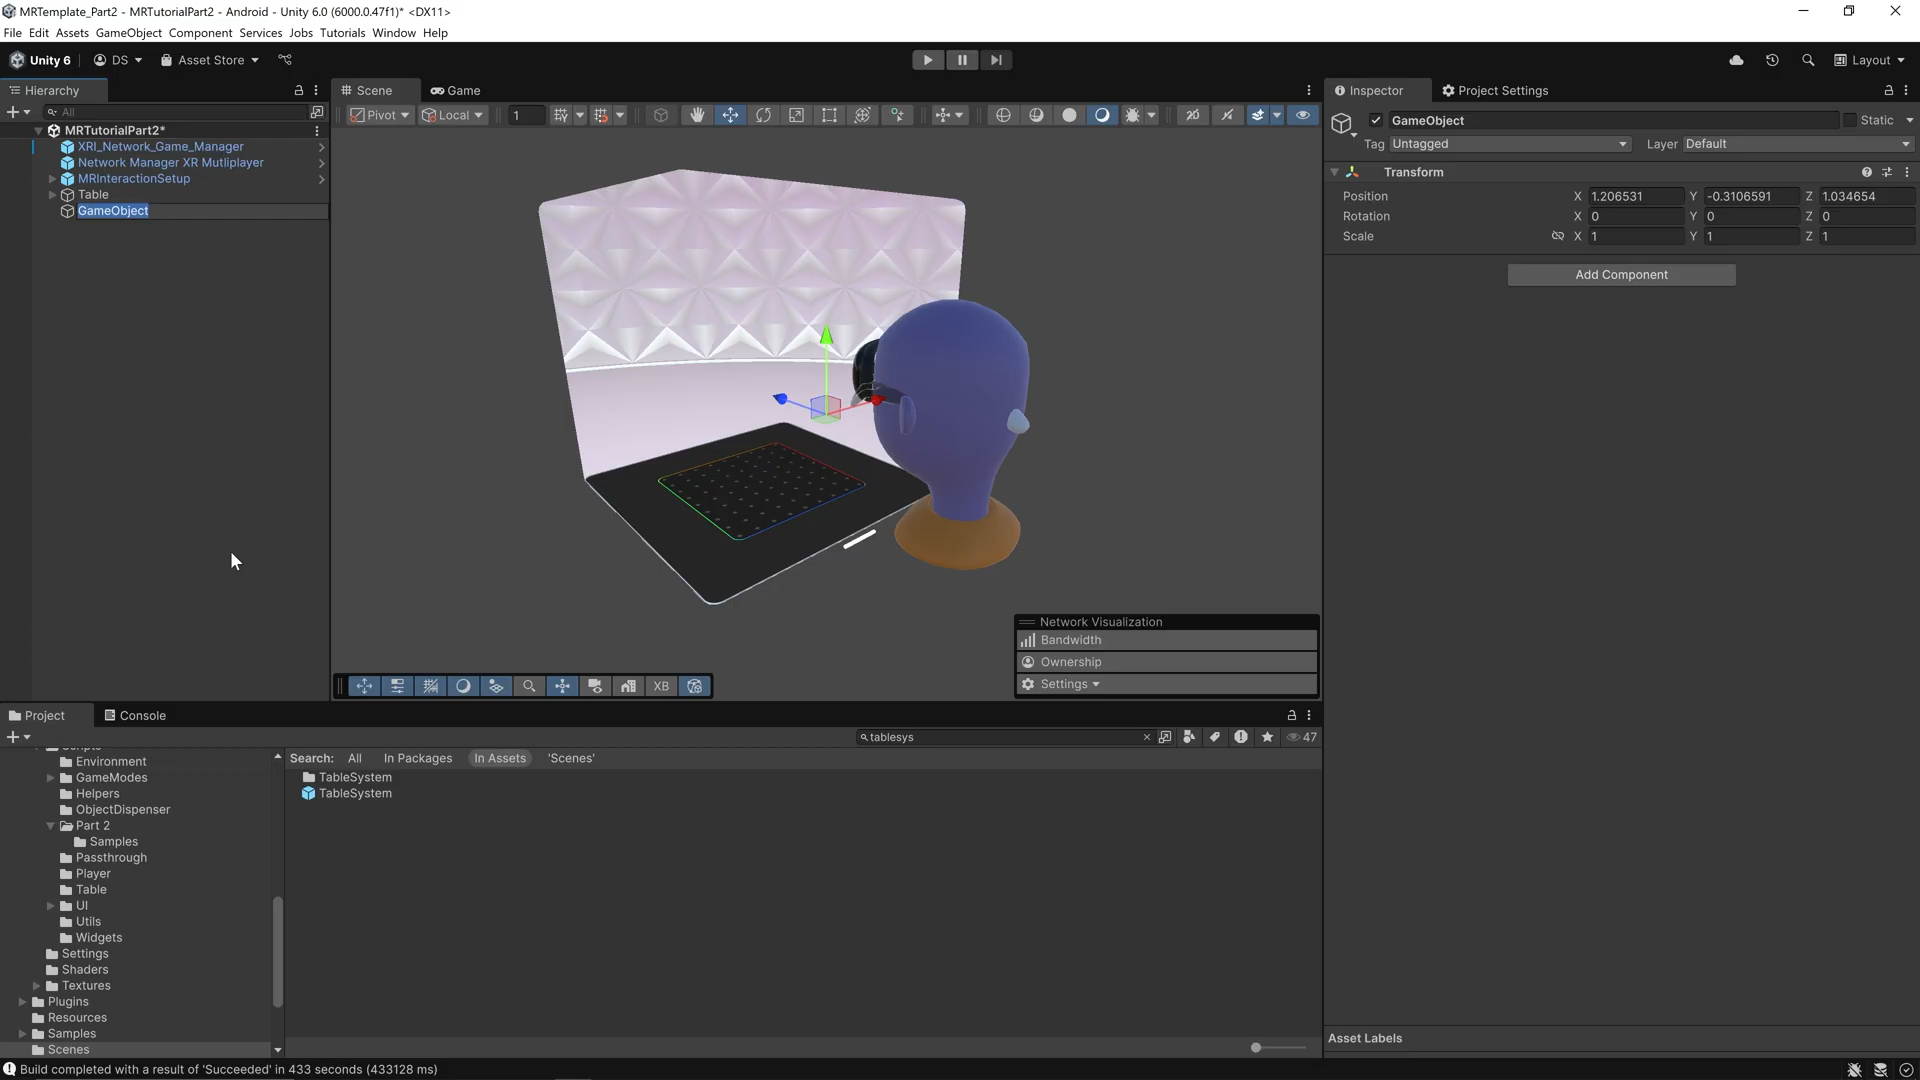 MRTemplate_Part2 - MRTutorialPart2 - Android - Unity 6.0 (6000.0.47f1)* <DX11>
File Edit Assets GameObject Component Services Jobs Tutorials Window Help
Unity 6 DS Asset Store Layout
Hierarchy
All
MRTutorialPart2*
XRI_Network_Game_Manager
Network Manager XR Mutliplayer
MRInteractionSetup
Table
GameObject
Scene Game
Pivot Local 1
Network Visualization
Bandwidth
Ownership
Settings
XB
Inspector Project Settings
GameObject Static
Tag Untagged Layer Default
Transform
Position X 1.206531 Y -0.3106591 Z 1.034654
Rotation X 0 Y 0 Z 0
Scale X 1 Y 1 Z 1
Add Component
Asset Labels
Project Console
tablesys 47
Scripts
Environment
GameModes
Helpers
ObjectDispenser
Part 2
Samples
Passthrough
Player
Table
UI
Utils
Widgets
Settings
Shaders
Textures
Plugins
Resources
Samples
Scenes
Search: All In Packages In Assets 'Scenes'
TableSystem
TableSystem
Build completed with a result of 'Succeeded' in 433 seconds (433128 ms)